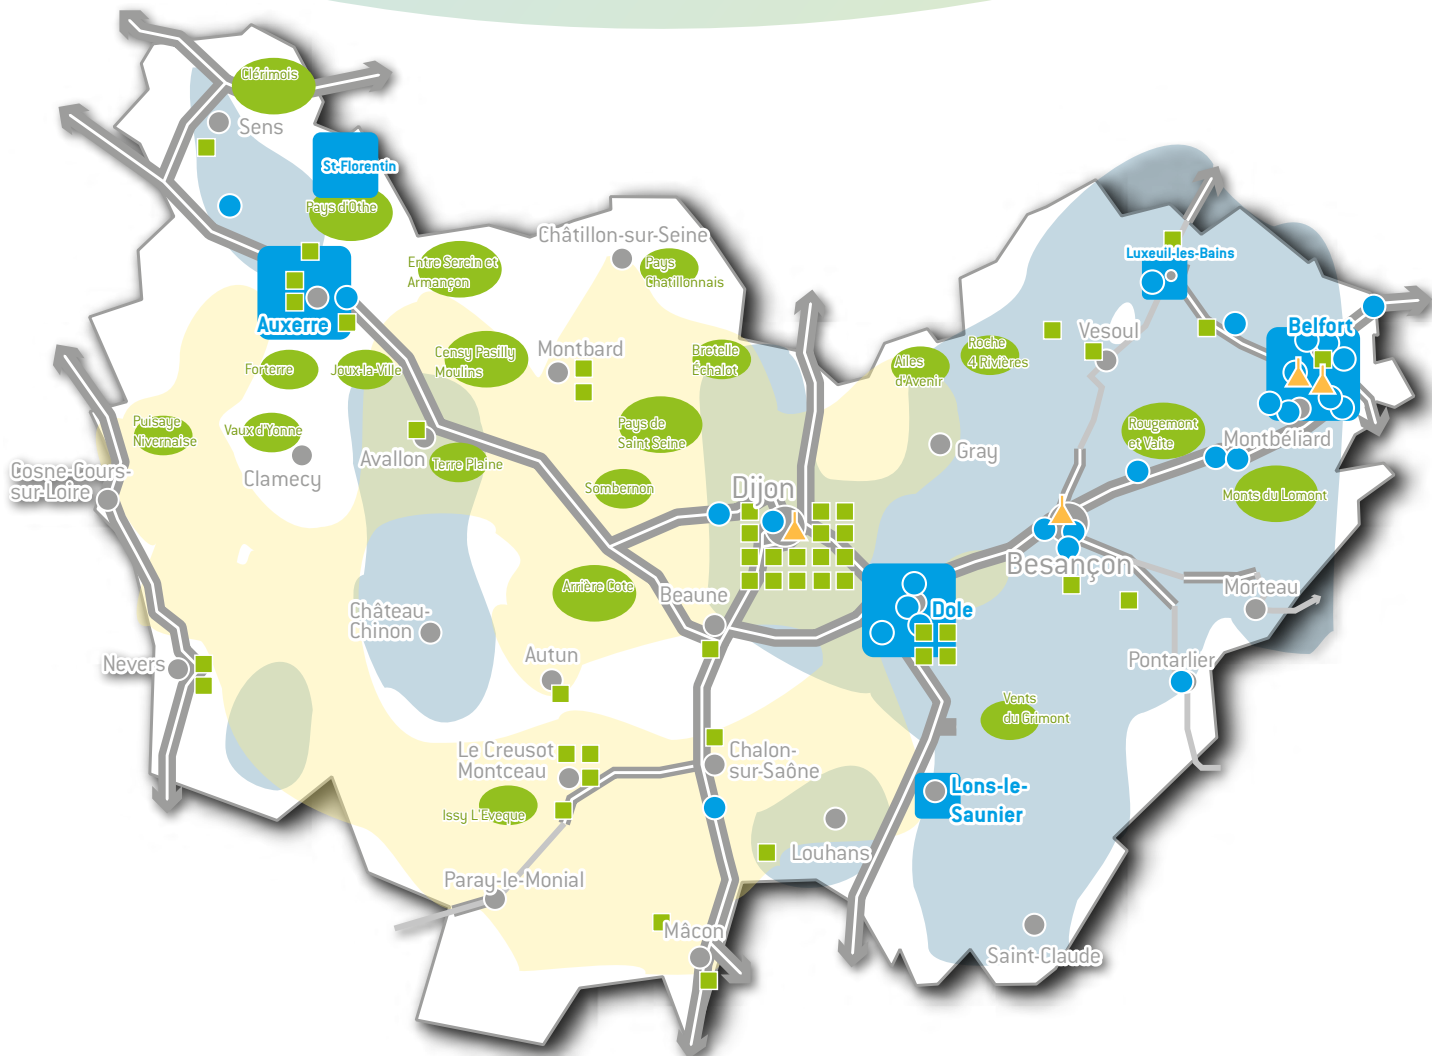 Clérimois
Sens
St-Florentin
Pays d'Othe
Châtillon-sur-Seine
Entre Serein et
Armançon
Pays
Chatillonnais
Luxeuil-les-Bains
Auxerre
Belfort
Vesoul
Forterre
Joux-la-Ville
Censy Pasilly
Moulins
Montbard
Bretelle
Échalot
Ailes
d'Avenir
Roche
4 Rivières
Puisaye
Nivernaise
Vaux d'Yonne
Pays de
Saint Seine
Rougemont
et Vaite
Montbéliard
Avallon
Terre Plaine
Gray
Clamecy
Cosne-Cours-
sur-Loire
Sombernon
Dijon
Monts du Lomont
Besançon
Arrière Cote
Beaune
Dole
Morteau
Château-
Chinon
Nevers
Autun
Pontarlier
Vents
du Grimont
Le Creusot
Montceau
Chalon-
sur-Saône
Lons-le-
Saunier
Issy L'Eveque
Louhans
Paray-le-Monial
Mâcon
Saint-Claude